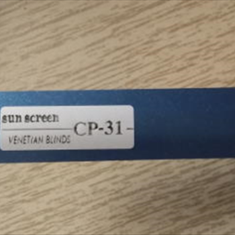 sun screen
VENETIAN BLINDS
CP-31-